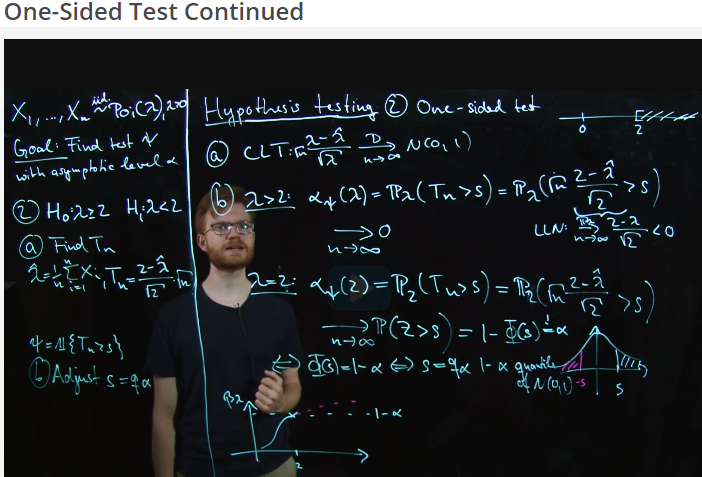 One-Sided Test Continued
X₁, ..., Xₙ iid ~ Poi(λ), λ>0
Goal: Find test ψ
with asymptotic level α
② H₀: λ≥2 H₁: λ<2
ⓐ Find Tₙ
λ̂ = 1/n Σᵢ₌₁ⁿ Xᵢ, Tₙ = (2-λ̂)/√2 · √n
ψ = 𝟙{Tₙ>s}
ⓑ Adjust s = qα
Hypothesis testing ② One-sided test
0 2
ⓐ CLT: √n (λ-λ̂)/√λ →D n→∞ N(0,1)
ⓑ λ>2: αψ(λ) = ℙλ(Tₙ>s) = ℙλ(√n (2-λ̂)/√2 > s)
→ n→∞ 0
LLN: → n→∞ (2-λ)/√2 < 0
λ=2: αψ(2) = ℙ₂(Tₙ>s) = ℙ₂(√n (2-λ̂)/√2 > s)
→ n→∞ ℙ(Z>s) = 1-Φ(s) =! α
⇔ Φ(s) = 1-α ⇔ s = qα 1-α quantile
of N(0,1) -s s
βλ 1-α
2